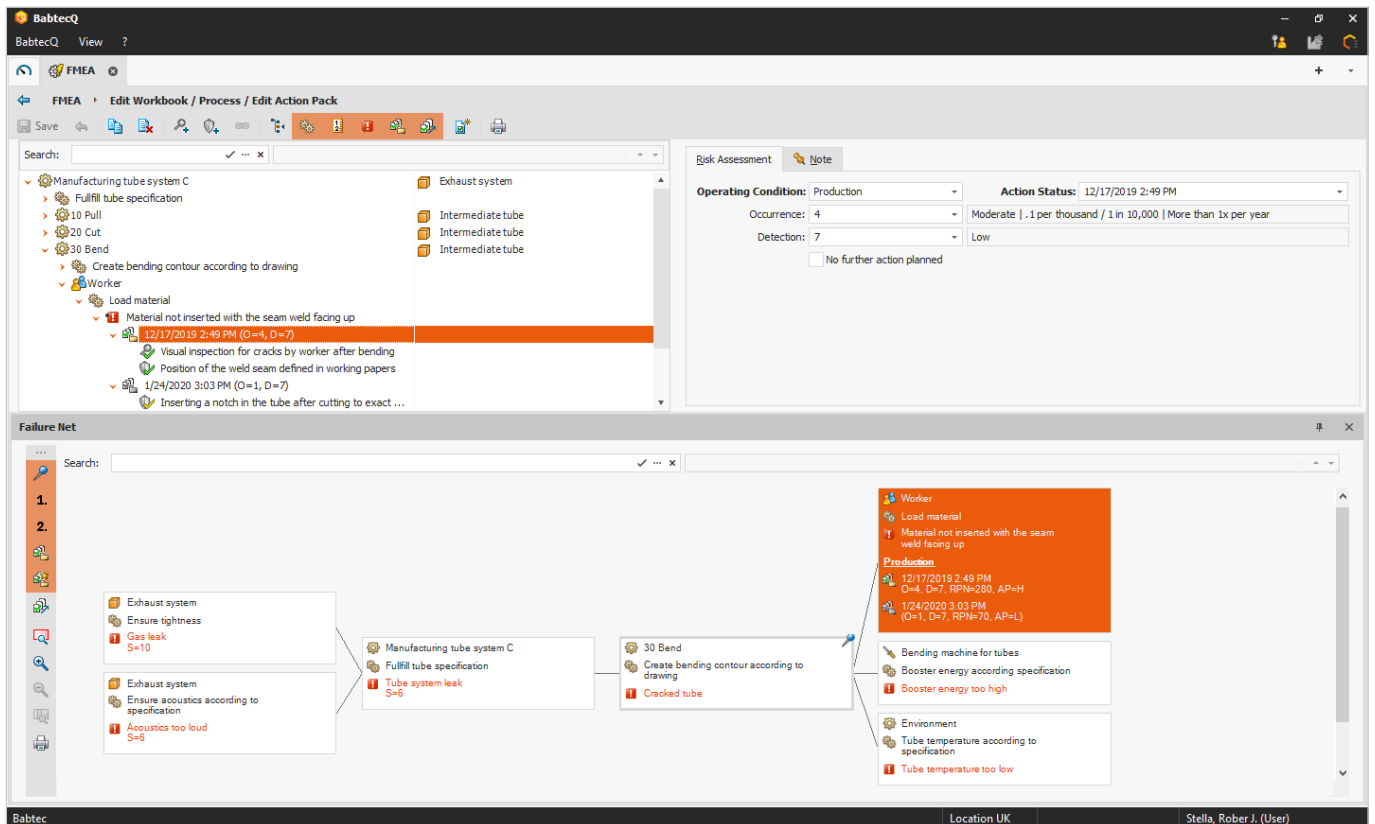 BabtecQ
BabtecQ View ?
FMEA
FMEA Edit Workbook / Process / Edit Action Pack
Save
Search:
Manufacturing tube system C Exhaust system
Fullfill tube specification
10 Pull Intermediate tube
20 Cut Intermediate tube
30 Bend Intermediate tube
Create bending contour according to drawing
Worker
Load material
Material not inserted with the seam weld facing up
12/17/2019 2:49 PM (O=4, D=7)
Visual inspection for cracks by worker after bending
Position of the weld seam defined in working papers
1/24/2020 3:03 PM (O=1, D=7)
Inserting a notch in the tube after cutting to exact ...
Risk Assessment Note
Operating Condition: Production Action Status: 12/17/2019 2:49 PM
Occurrence: 4 Moderate | .1 per thousand / 1 in 10,000 | More than 1x per year
Detection: 7 Low
No further action planned
Failure Net
Search:
1.
2.
Exhaust system
Ensure tightness
Gas leak
S=10
Exhaust system
Ensure acoustics according to
specification
Acoustics too loud
S=6
Manufacturing tube system C
Fullfill tube specification
Tube system leak
S=6
30 Bend
Create bending contour according to
drawing
Cracked tube
Worker
Load material
Material not inserted with the seam
weld facing up
Production
12/17/2019 2:49 PM
O=4, D=7, RPN=280, AP=H
1/24/2020 3:03 PM
(O=1, D=7, RPN=70, AP=L)
Bending machine for tubes
Booster energy according specification
Booster energy too high
Environment
Tube temperature according to
specification
Tube temperature too low
Babtec Location UK Stella, Rober J. (User)